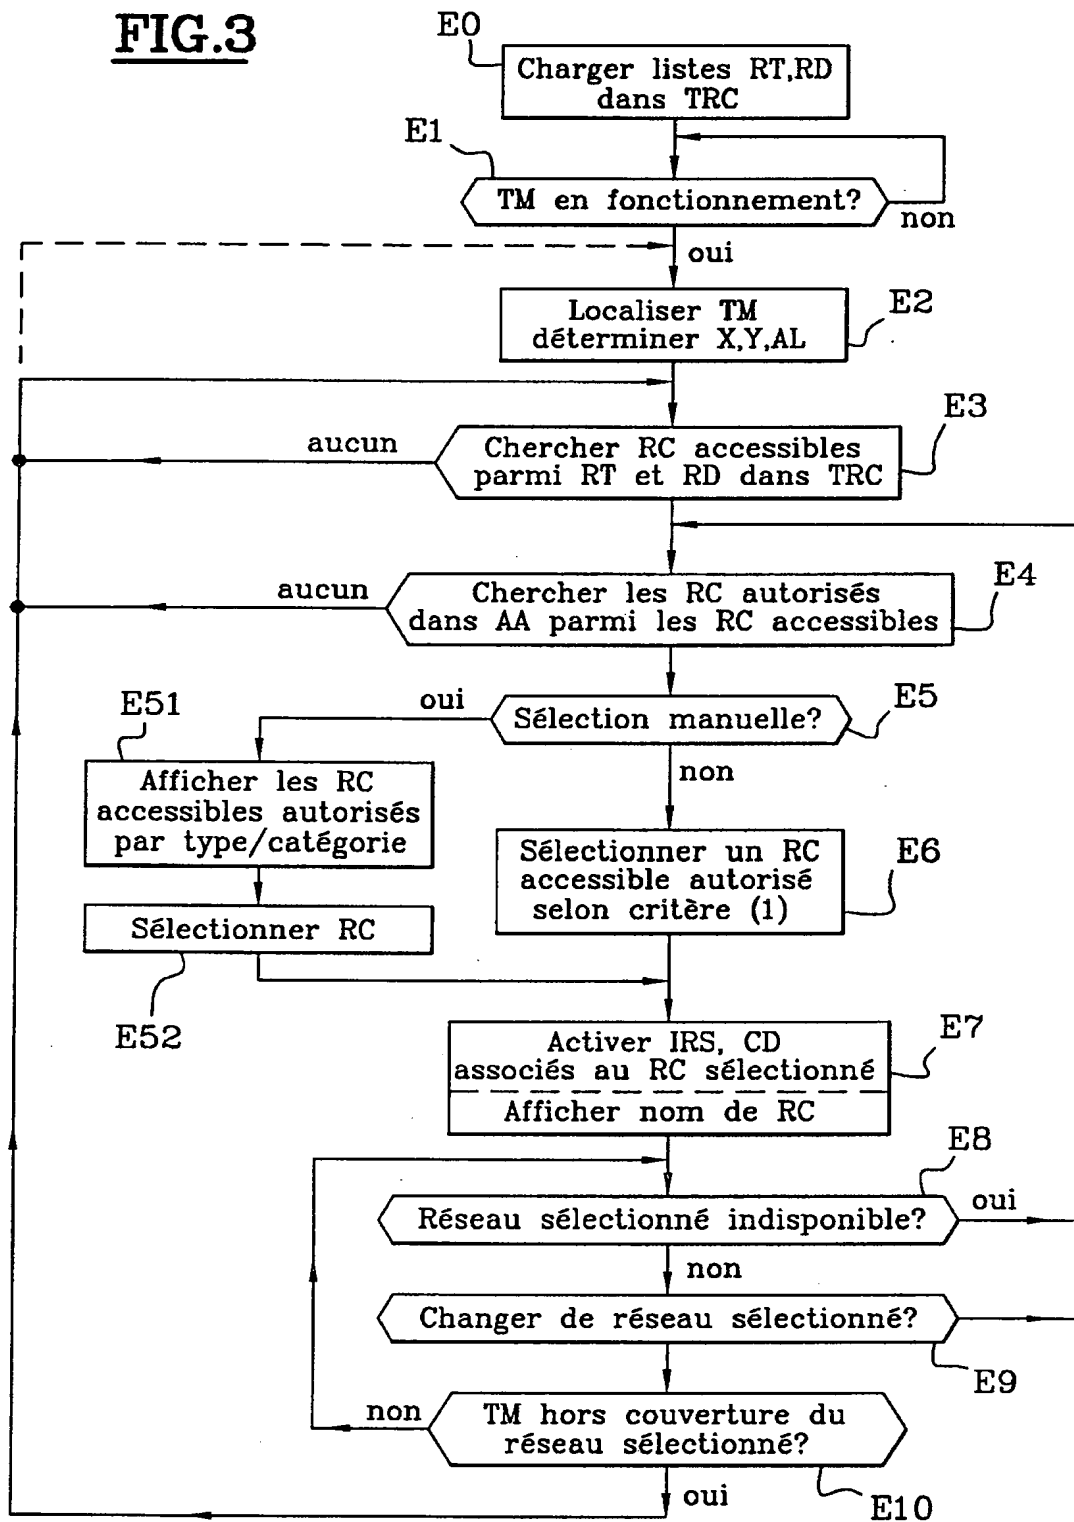 FIG.3
E0
Charger listes RT,RD
dans TRC
E1
TM en fonctionnement?
non
oui
Localiser TM
déterminer X,Y,AL
E2
E3
aucun
Chercher RC accessibles
parmi RT et RD dans TRC
E4
aucun
Chercher les RC autorisés
dans AA parmi les RC accessibles
E51
oui
Sélection manuelle?
E5
non
Afficher les RC
accessibles autorisés
par type/catégorie
Sélectionner un RC
accessible autorisé
selon critère (1)
E6
Sélectionner RC
E52
Activer IRS, CD
associés au RC sélectionné
Afficher nom de RC
E7
E8
Réseau sélectionné indisponible?
oui
non
Changer de réseau sélectionné?
E9
non
TM hors couverture du
réseau sélectionné?
oui
E10